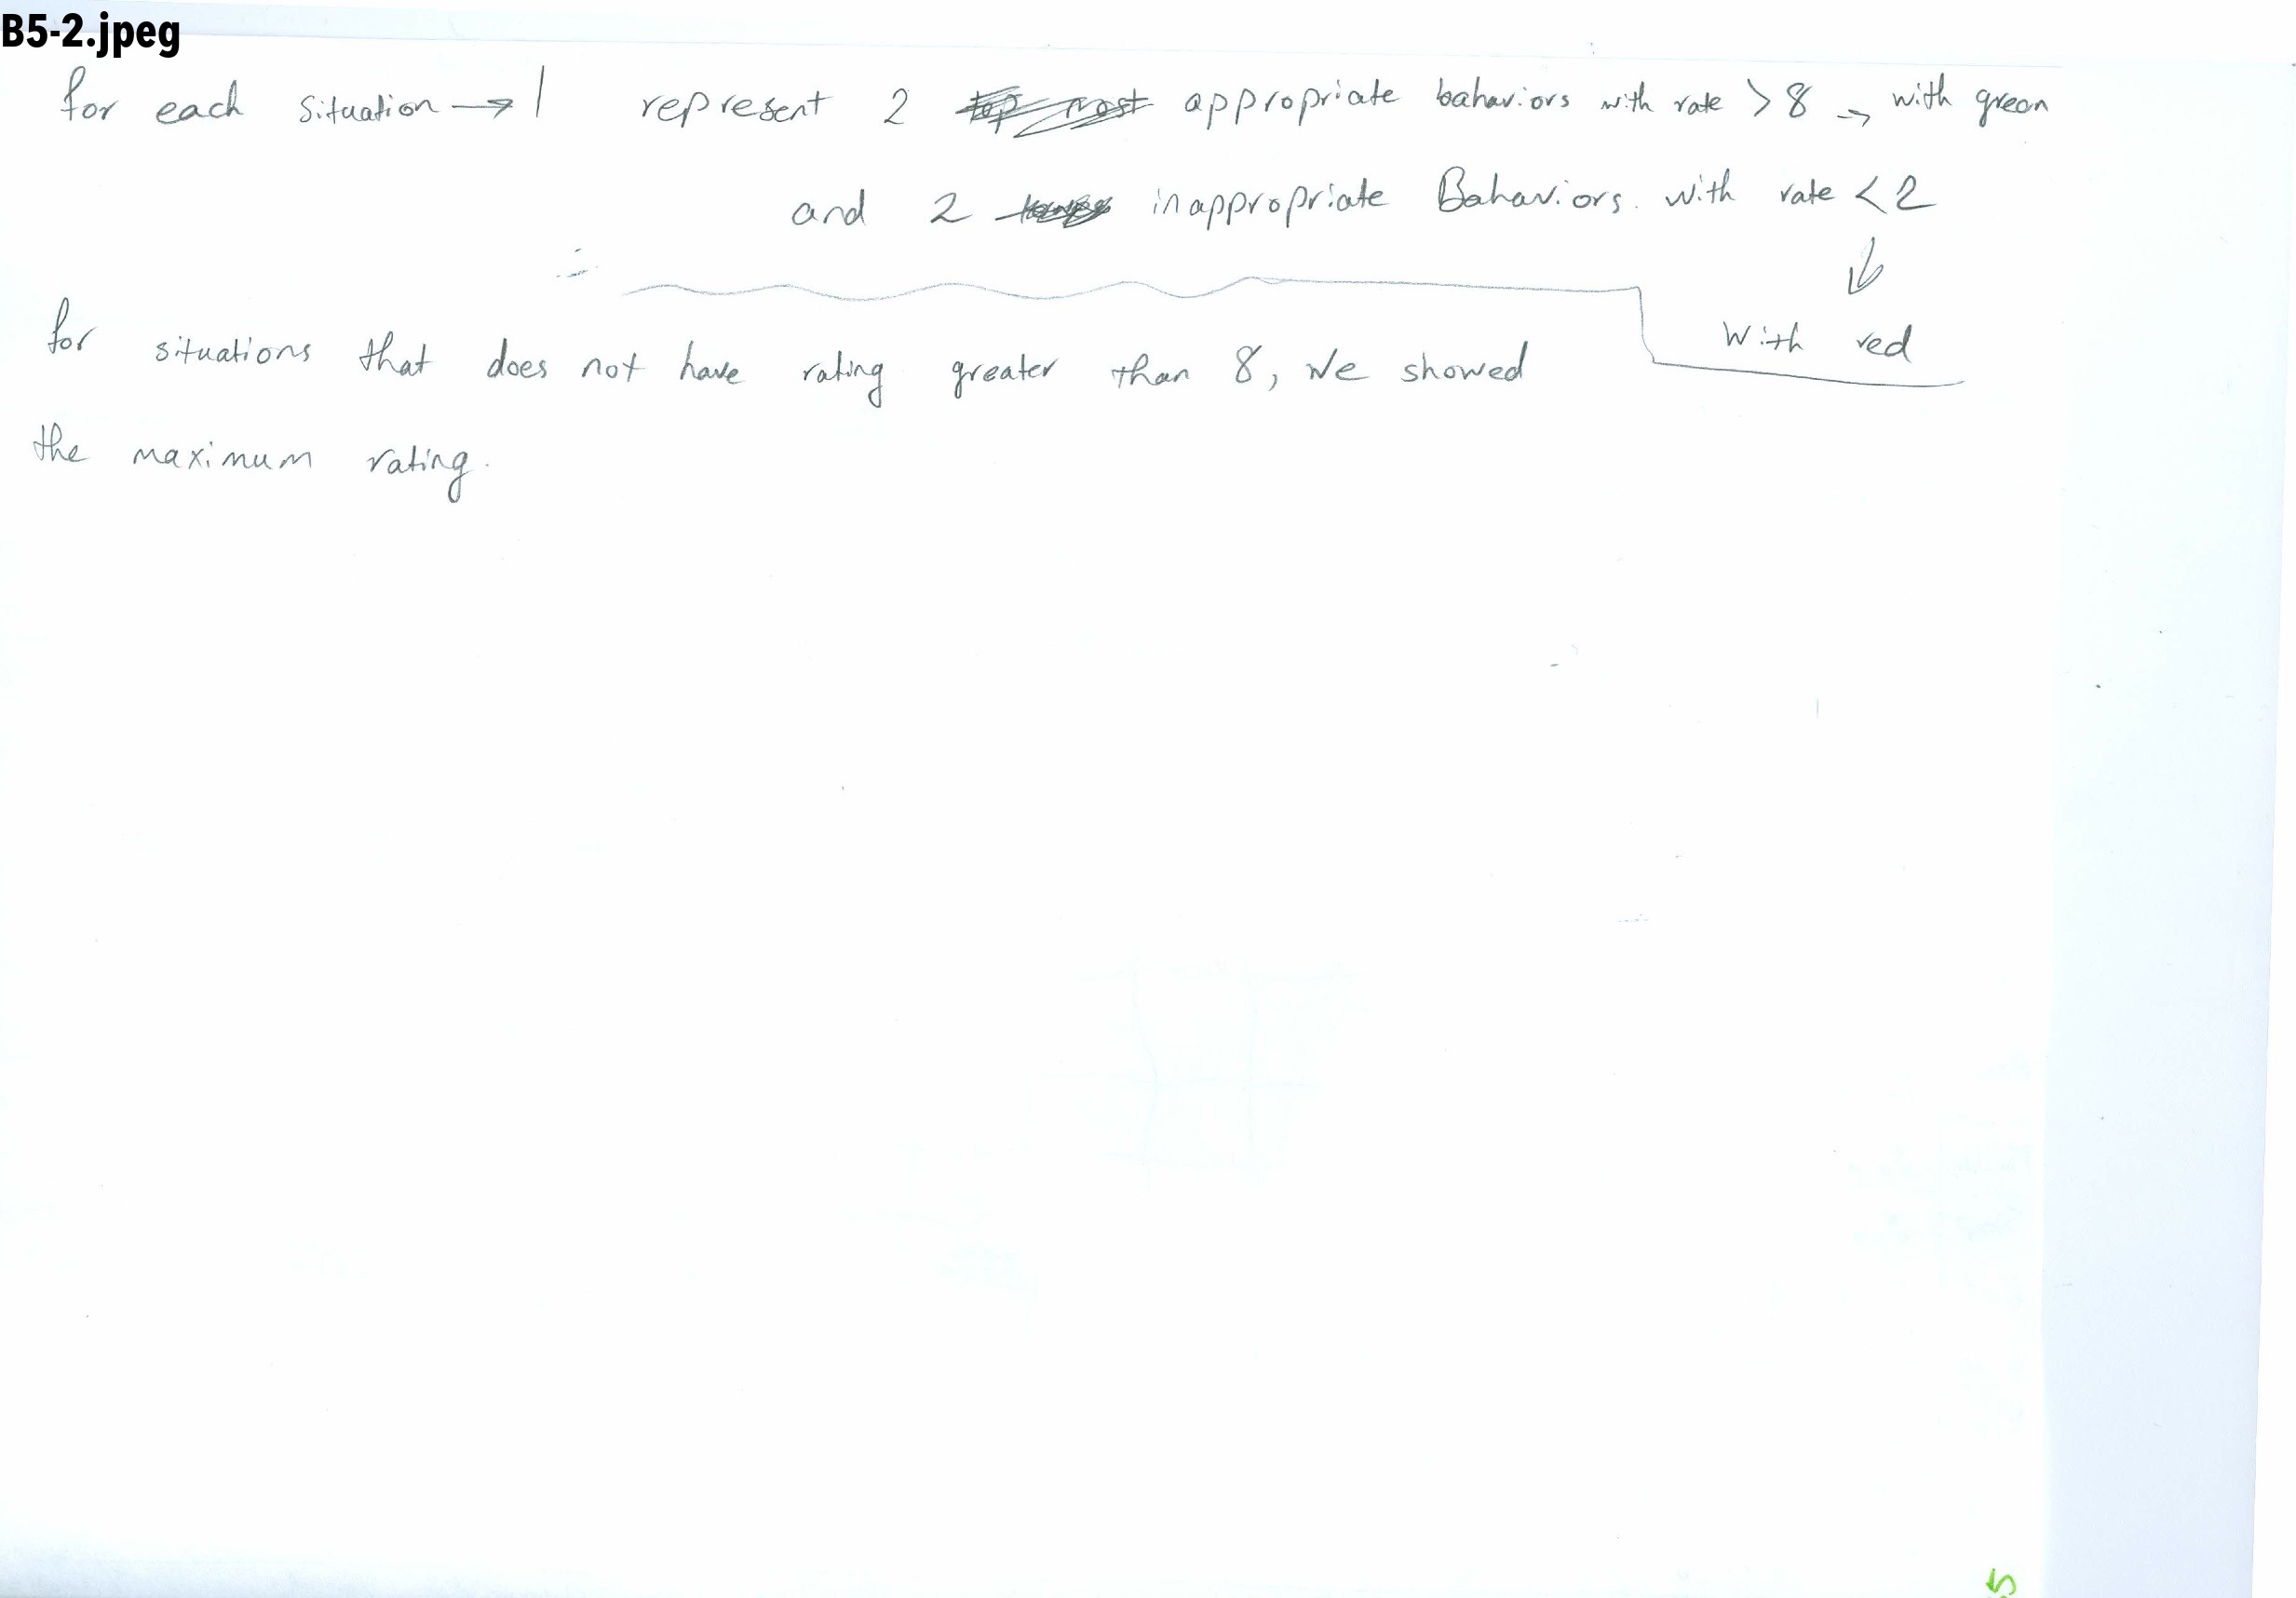 B5-2.jpeg
for each situation → | represent 2 top most appropriate bahaviors with rate > 8 → with green
and 2 inappropriate Bahaviors. with rate < 2
↓
with red
for situations that does not have rating greater than 8, we showed
the maximum rating.
5